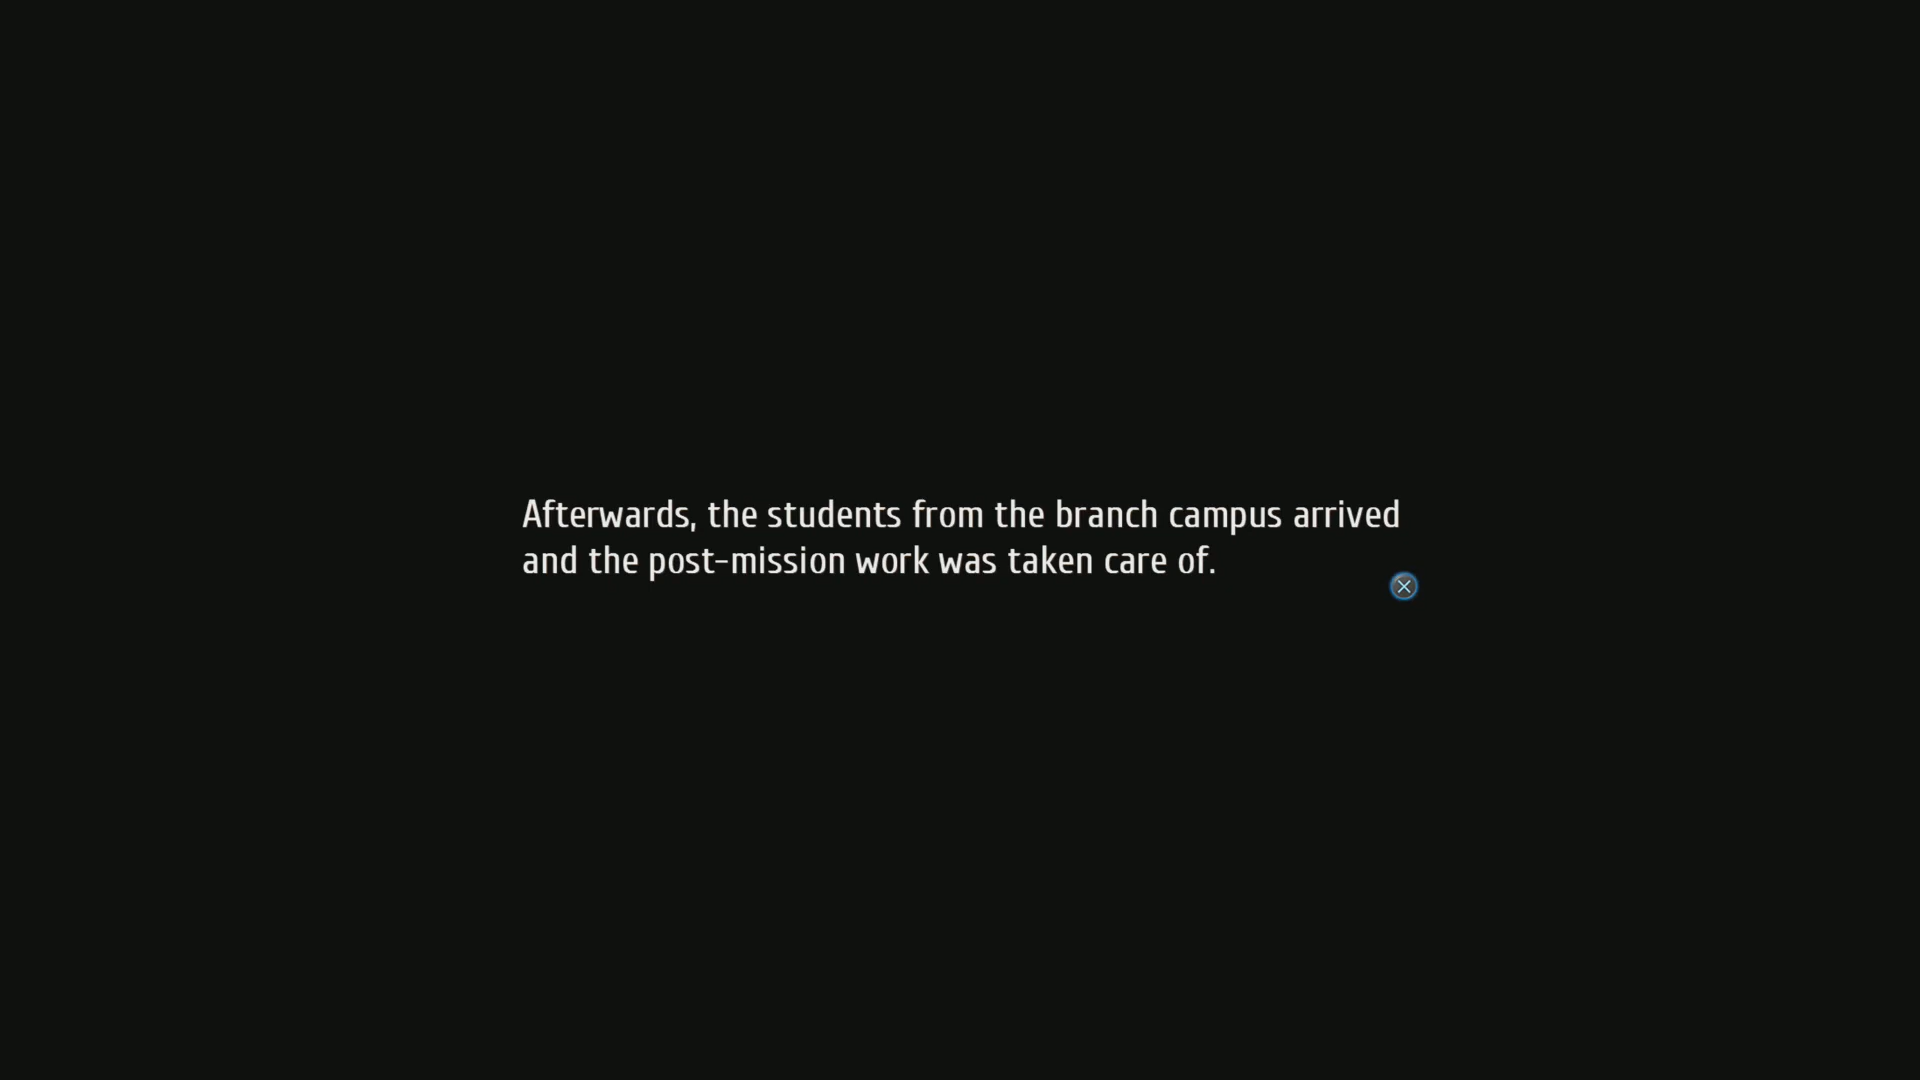 Afterwards, the students from the branch campus arrived
and the post-mission work was taken care of.